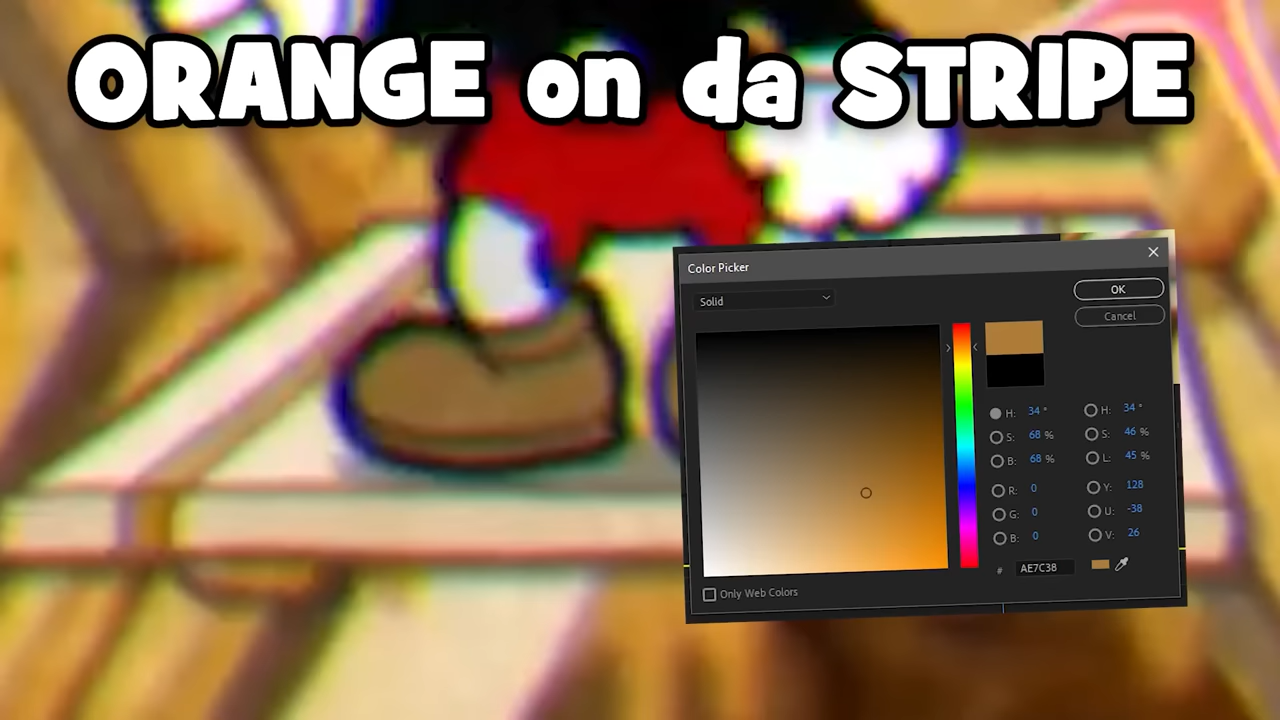 ORANGE on da STRIPE
Color Picker
Solid
OK
Cancel
H: 34 ° H: 34 °
S: 68 % S: 46 %
B: 68 % L: 45 %
R: 0 Y: 128
G: 0 U: -38
B: 0 V: 26
# AE7C38
Only Web Colors